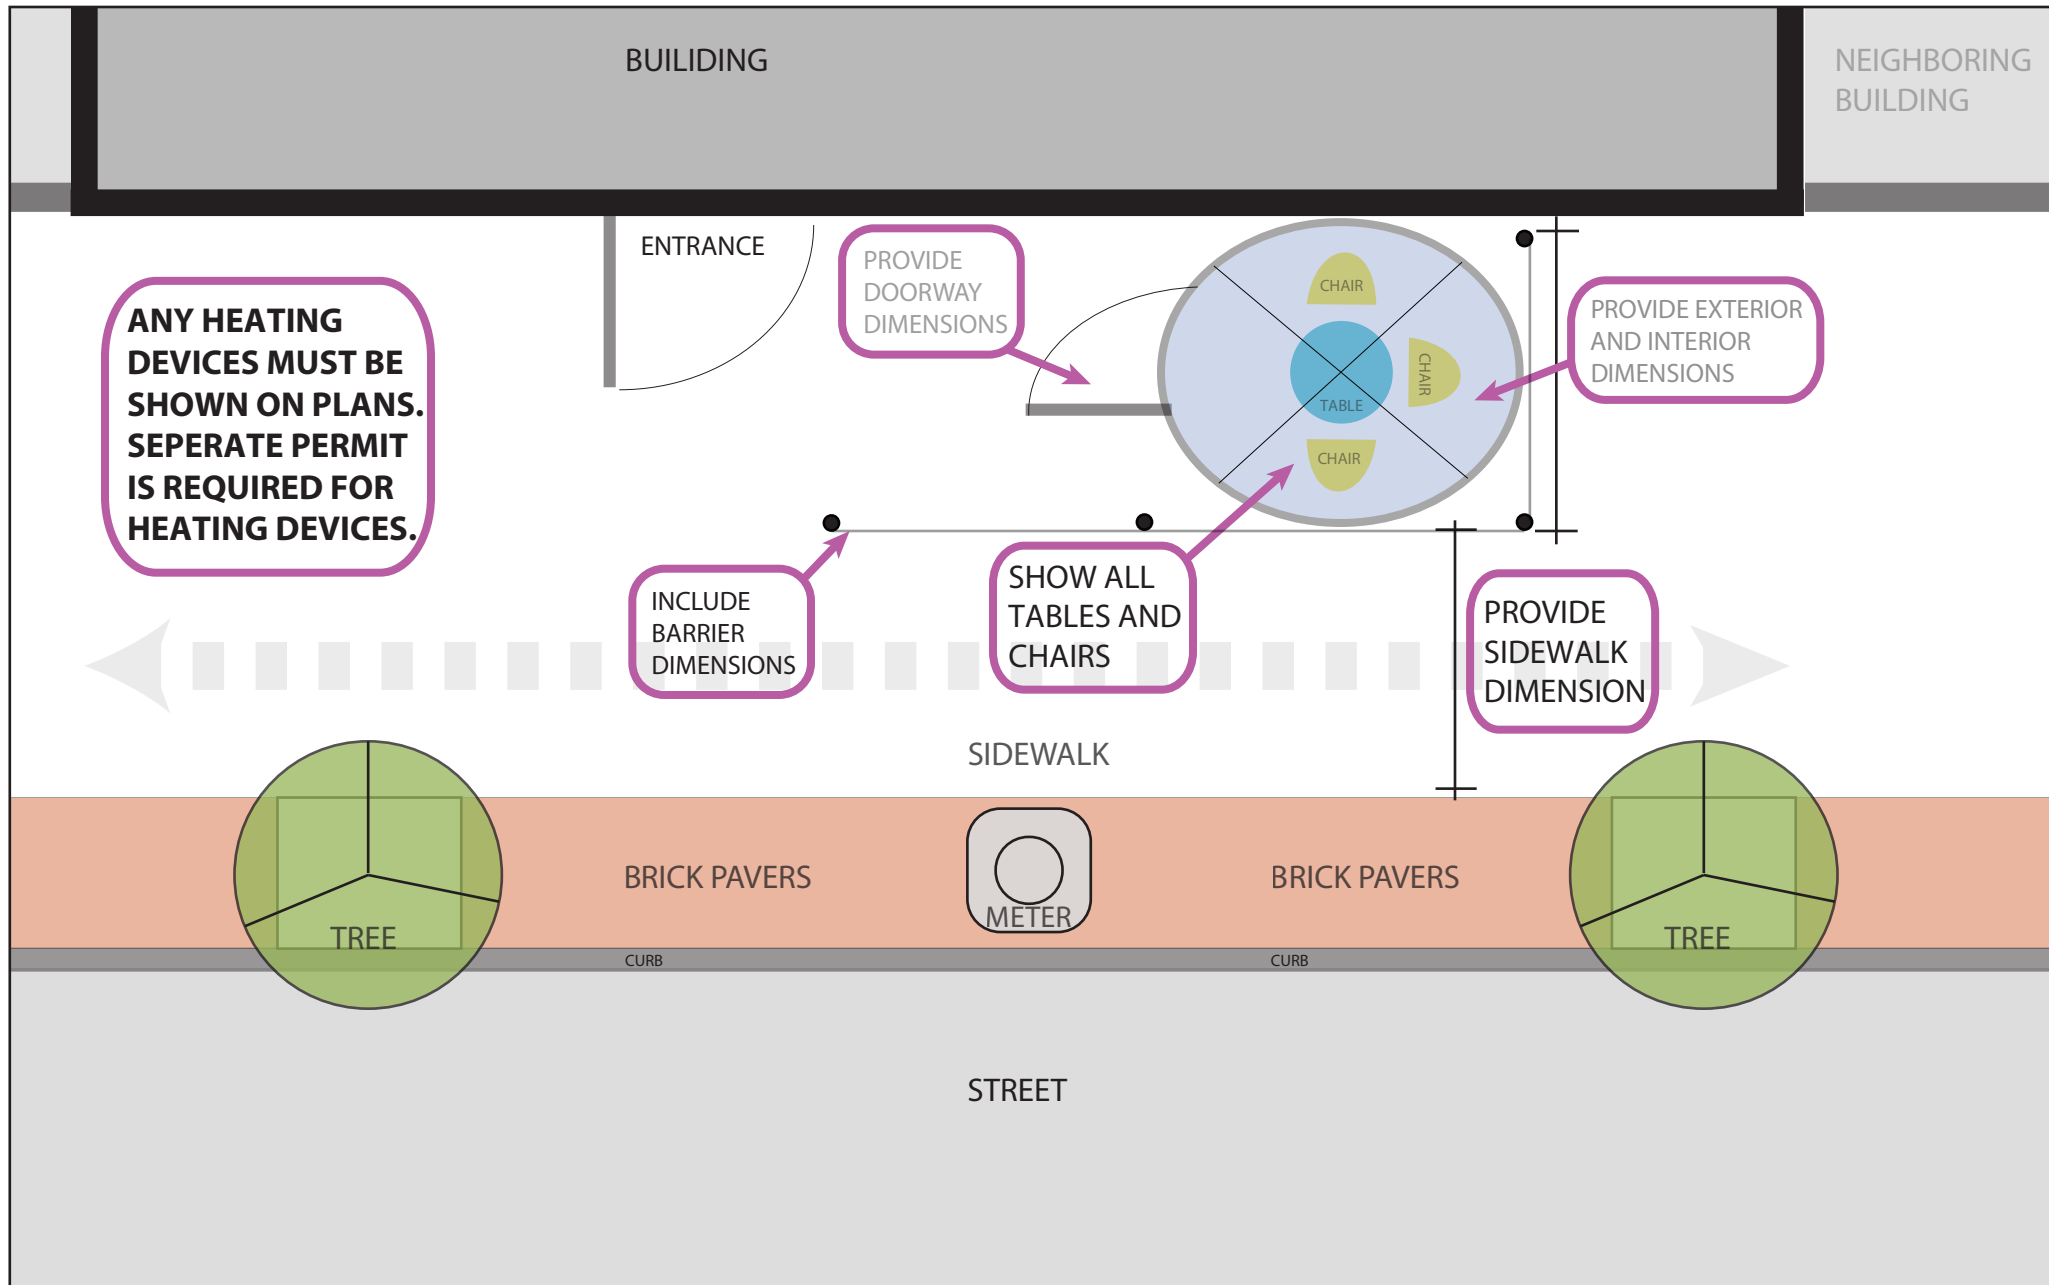 BUILIDING
NEIGHBORING
BUILDING
ENTRANCE
PROVIDE
DOORWAY
DIMENSIONS
CHAIR
CHAIR
TABLE
CHAIR
PROVIDE EXTERIOR
AND INTERIOR
DIMENSIONS
ANY HEATING
DEVICES MUST BE
SHOWN ON PLANS.
SEPERATE PERMIT
IS REQUIRED FOR
HEATING DEVICES.
INCLUDE
BARRIER
DIMENSIONS
SHOW ALL
TABLES AND
CHAIRS
PROVIDE
SIDEWALK
DIMENSION
SIDEWALK
BRICK PAVERS
BRICK PAVERS
METER
TREE
TREE
CURB
CURB
STREET